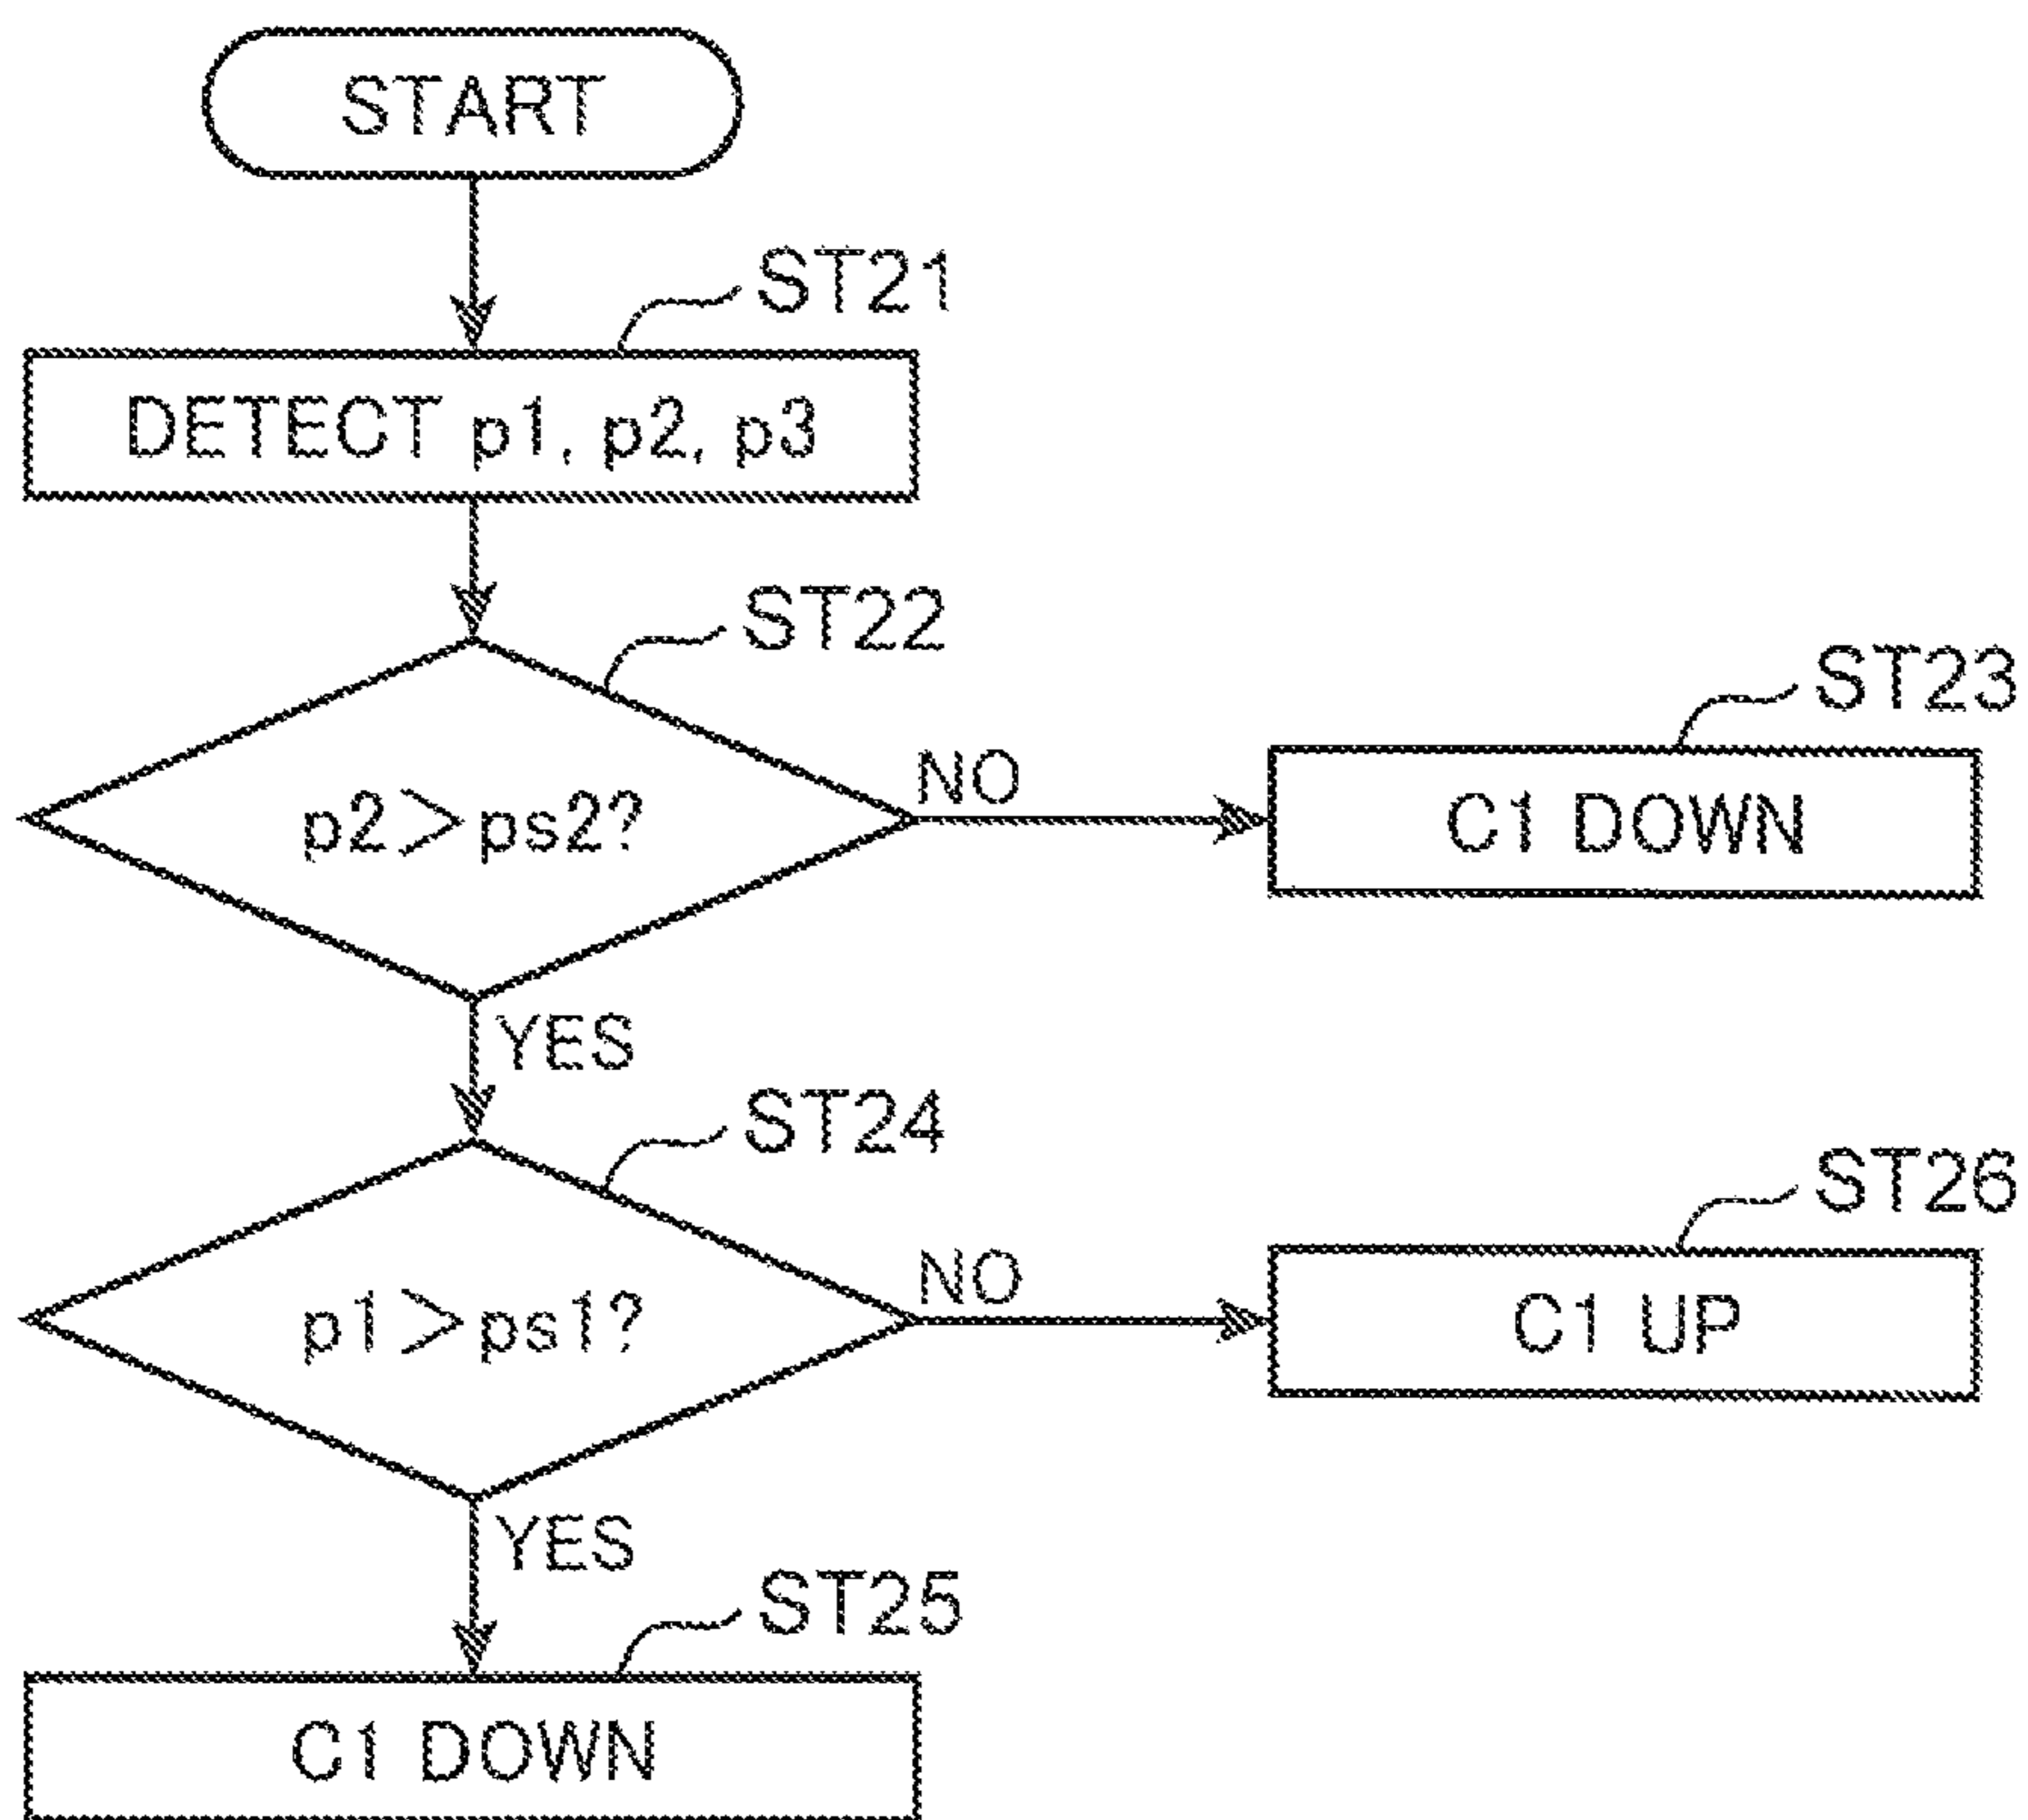 START
ST21
DETECT p1, p2, p3
ST22
p2>ps2?
NO
ST23
C1 DOWN
YES
ST24
p1>ps1?
NO
ST26
C1 UP
YES
ST25
C1 DOWN